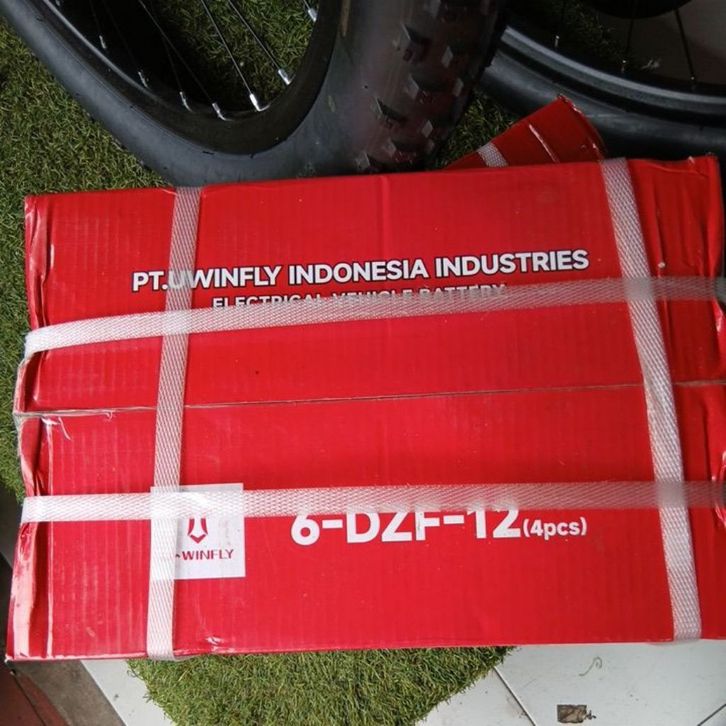 PT.UWINFLY INDONESIA INDUSTRIES
ELECTRICAL VEHICLE BATTERY
6-DZF-12(4pcs)
WINFLY